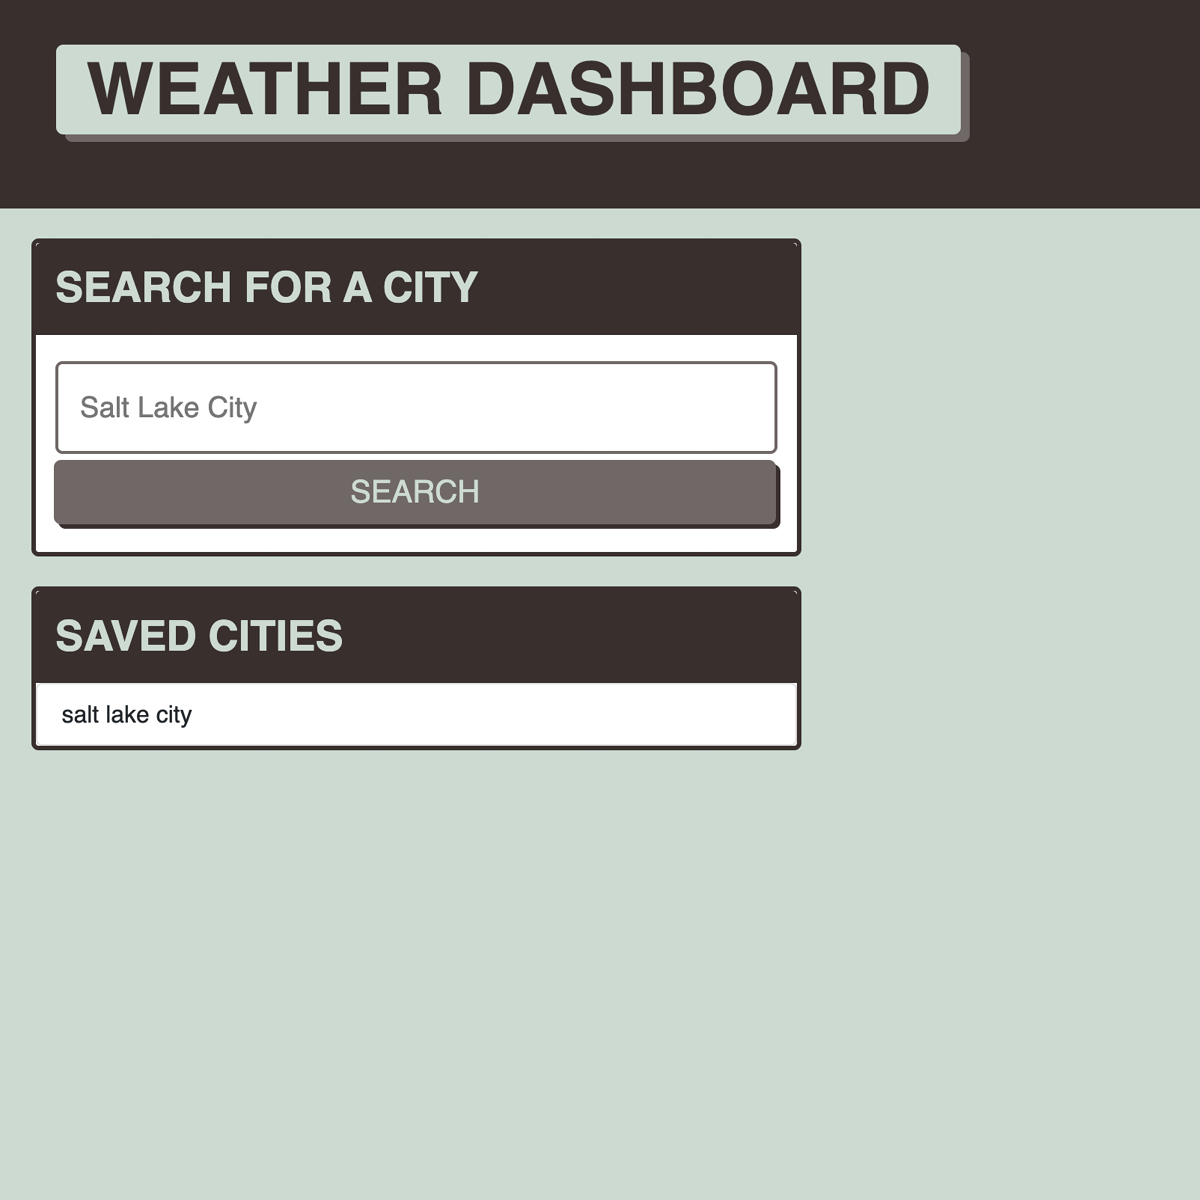 WEATHER DASHBOARD
SEARCH FOR A CITY
Salt Lake City
SEARCH
SAVED CITIES
salt lake city